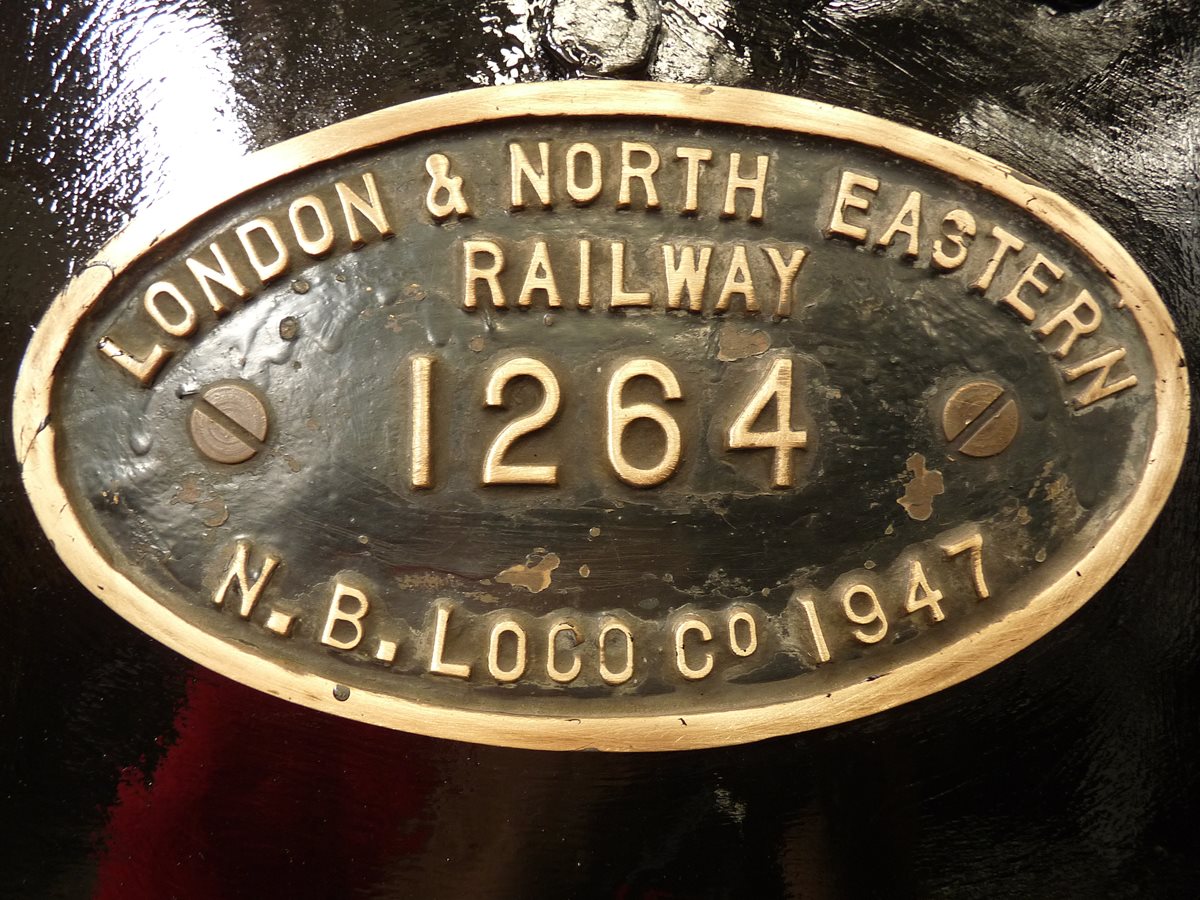 LONDON & NORTH EASTERN
RAILWAY
1264
N.B. LOCO CO 1947